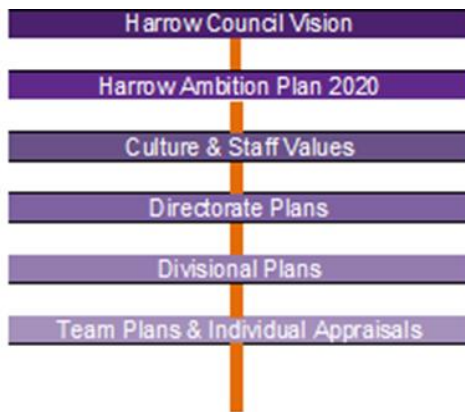 Harrow Council Vision
Harrow Ambition Plan 2020
Culture & Staff Values
Directorate Plans
Divisional Plans
Team Plans & Individual Appraisals